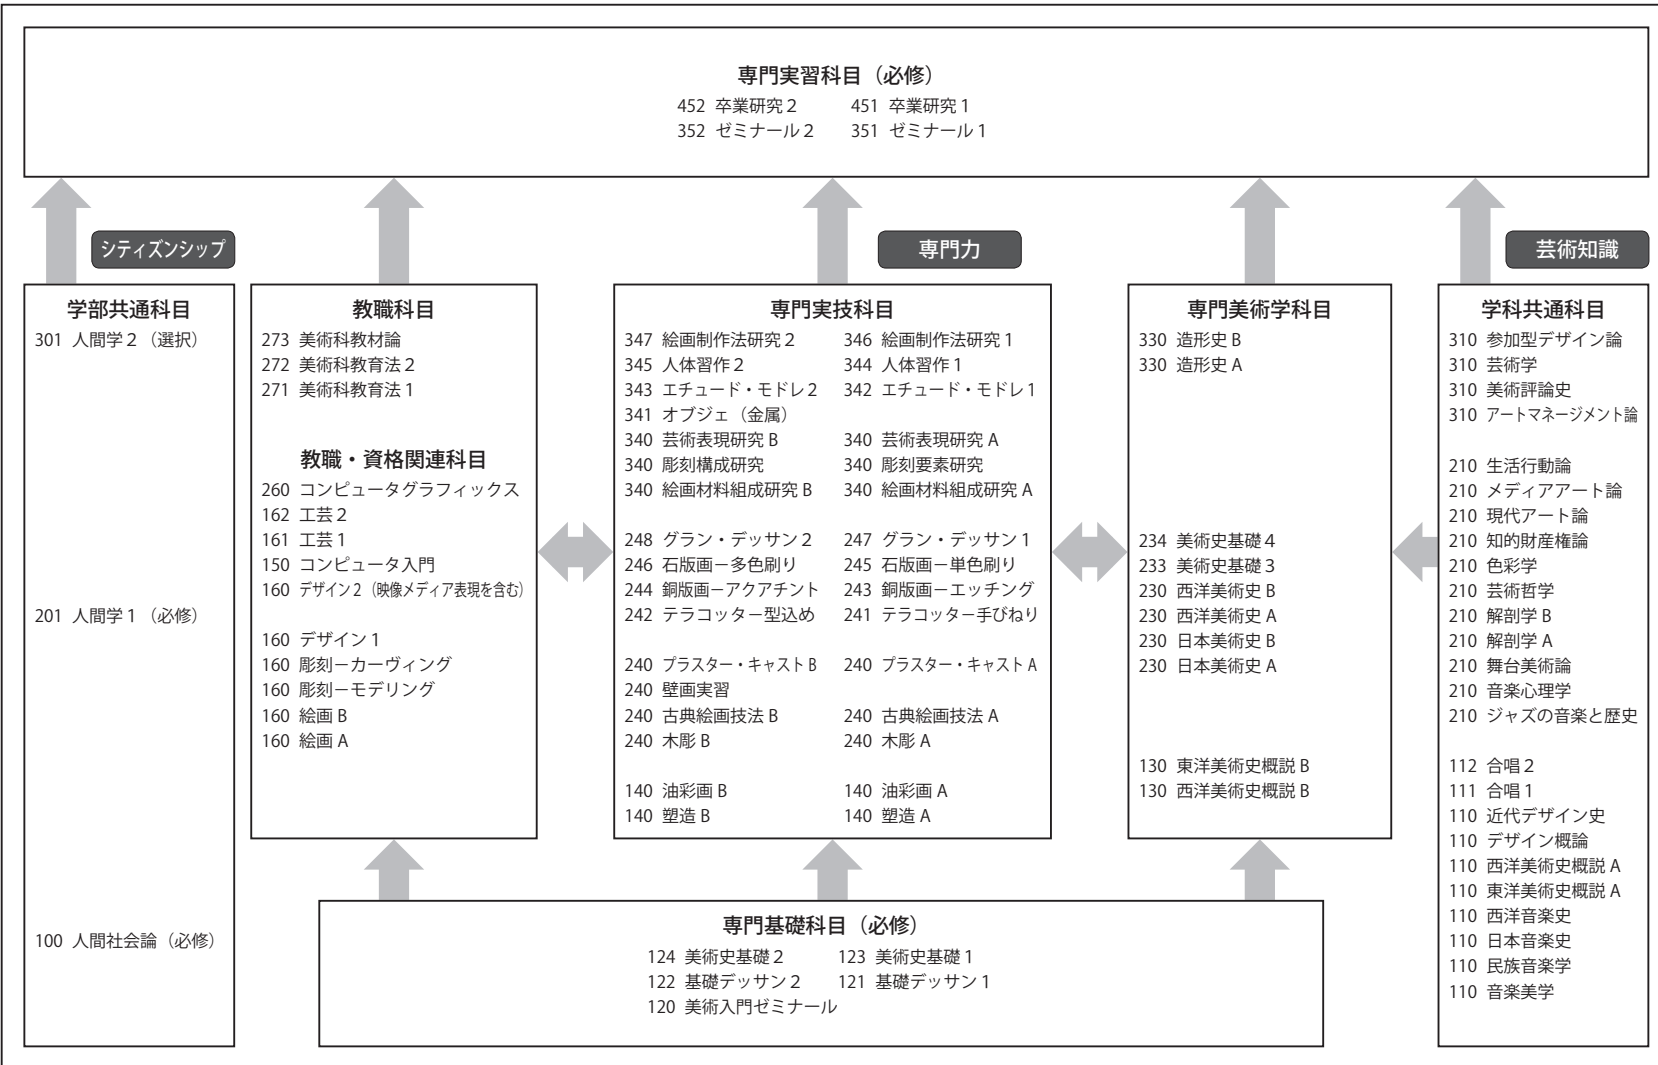 専門実習科目（必修）
452 卒業研究２ 451 卒業研究１
352 ゼミナール２ 351 ゼミナール１
シティズンシップ
専門力
芸術知識
学部共通科目
301 人間学２（選択）
201 人間学１（必修）
100 人間社会論（必修）
教職科目
273 美術科教材論
272 美術科教育法２
271 美術科教育法１
教職・資格関連科目
260 コンピュータグラフィックス
162 工芸２
161 工芸１
150 コンピュータ入門
160 デザイン２（映像メディア表現を含む）
160 デザイン１
160 彫刻－カーヴィング
160 彫刻－モデリング
160 絵画 B
160 絵画 A
専門実技科目
347 絵画制作法研究２ 346 絵画制作法研究１
345 人体習作２ 344 人体習作１
343 エチュード・モドレ２ 342 エチュード・モドレ１
341 オブジェ（金属）
340 芸術表現研究 B 340 芸術表現研究 A
340 彫刻構成研究 340 彫刻要素研究
340 絵画材料組成研究 B 340 絵画材料組成研究 A
248 グラン・デッサン２ 247 グラン・デッサン１
246 石版画－多色刷り 245 石版画－単色刷り
244 銅版画－アクアチント 243 銅版画－エッチング
242 テラコッタ－型込め 241 テラコッタ－手びねり
240 プラスター・キャスト B 240 プラスター・キャスト A
240 壁画実習
240 古典絵画技法 B 240 古典絵画技法 A
240 木彫 B 240 木彫 A
140 油彩画 B 140 油彩画 A
140 塑造 B 140 塑造 A
専門美術学科目
330 造形史 B
330 造形史 A
234 美術史基礎４
233 美術史基礎３
230 西洋美術史 B
230 西洋美術史 A
230 日本美術史 B
230 日本美術史 A
130 東洋美術史概説 B
130 西洋美術史概説 B
学科共通科目
310 参加型デザイン論
310 芸術学
310 美術評論史
310 アートマネージメント論
210 生活行動論
210 メディアアート論
210 現代アート論
210 知的財産権論
210 色彩学
210 芸術哲学
210 解剖学 B
210 解剖学 A
210 舞台美術論
210 音楽心理学
210 ジャズの音楽と歴史
112 合唱２
111 合唱１
110 近代デザイン史
110 デザイン概論
110 西洋美術史概説 A
110 東洋美術史概説 A
110 西洋音楽史
110 日本音楽史
110 民族音楽学
110 音楽美学
専門基礎科目（必修）
124 美術史基礎２ 123 美術史基礎１
122 基礎デッサン２ 121 基礎デッサン１
120 美術入門ゼミナール